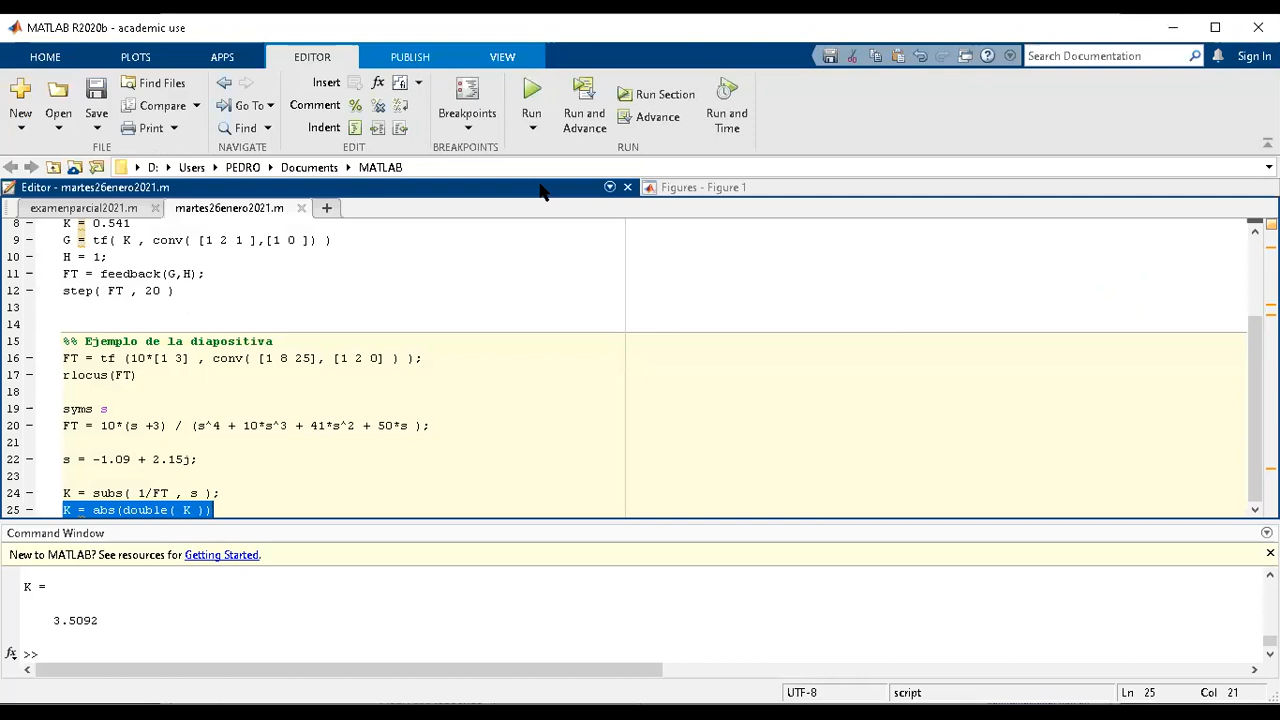 MATLAB R2020b - academic use
HOME PLOTS APPS EDITOR PUBLISH VIEW Search Documentation Sign In
New Open Save Find Files Compare Print Go To Find Insert Comment Indent fx Breakpoints Run Run and Advance Run Section Advance Run and Time
FILE NAVIGATE EDIT BREAKPOINTS RUN
D: Users PEDRO Documents MATLAB
Editor - martes26enero2021.m Figures - Figure 1
examenparcial2021.m martes26enero2021.m
8 - K = 0.541
9 - G = tf( K , conv( [1 2 1 ],[1 0 ]) )
10 - H = 1;
11 - FT = feedback(G,H);
12 - step( FT , 20 )
13
14
15 %% Ejemplo de la diapositiva
16 - FT = tf (10*[1 3] , conv( [1 8 25], [1 2 0] ) );
17 - rlocus(FT)
18
19 - syms s
20 - FT = 10*(s +3) / (s^4 + 10*s^3 + 41*s^2 + 50*s );
21
22 - s = -1.09 + 2.15j;
23
24 - K = subs( 1/FT , s );
25 - K = abs(double( K ))
Command Window
New to MATLAB? See resources for Getting Started.
K =
3.5092
fx >>
UTF-8 script Ln 25 Col 21